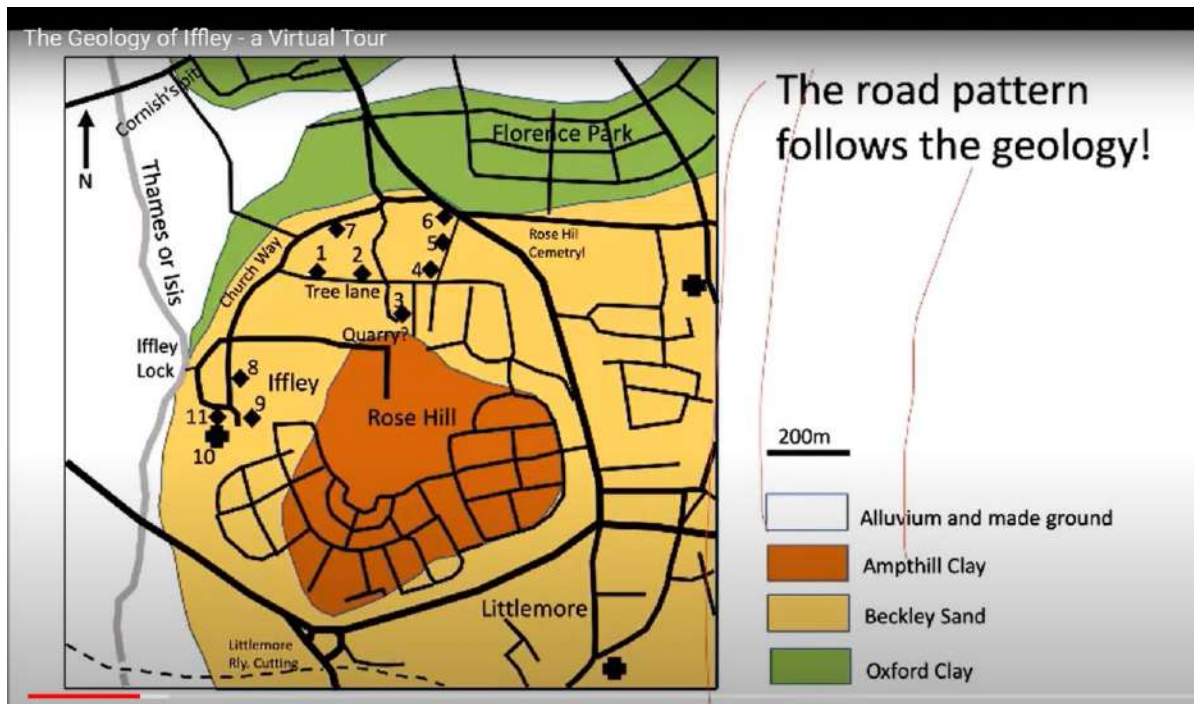 The Geology of Iffley - a Virtual Tour
The road pattern
follows the geology!
Cornish's pit
N
Thames or Isis
Florence Park
6
7
5
Rose Hil
Cemetryl
Church Way
1
2
4
Tree lane
3
Quarry?
Iffley
Lock
8
Iffley
9
Rose Hill
11
10
200m
Alluvium and made ground
Ampthill Clay
Littlemore
Beckley Sand
Littlemore
Rly. Cutting
Oxford Clay